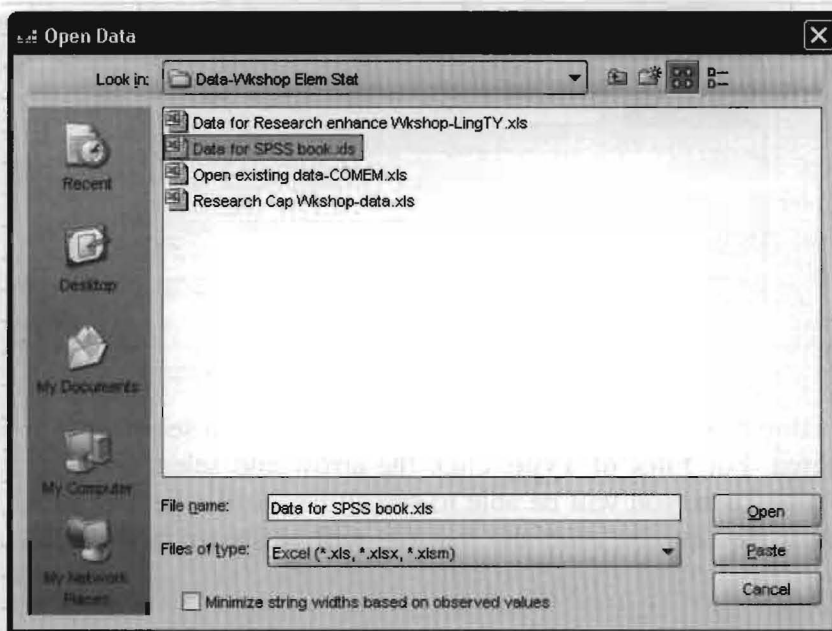 Open Data
Look in: Data-Wkshop Elem Stat
Recent
Desktop
My Documents
My Computer
My Network Places
Data for Research enhance Wkshop-LingTY.xls
Data for SPSS book.xls
Open existing data-COMEM.xls
Research Cap Wkshop-data.xls
File name: Data for SPSS book.xls
Files of type: Excel (*.xls, *.xlsx, *.xlsm)
Minimize string widths based on observed values
Open
Paste
Cancel